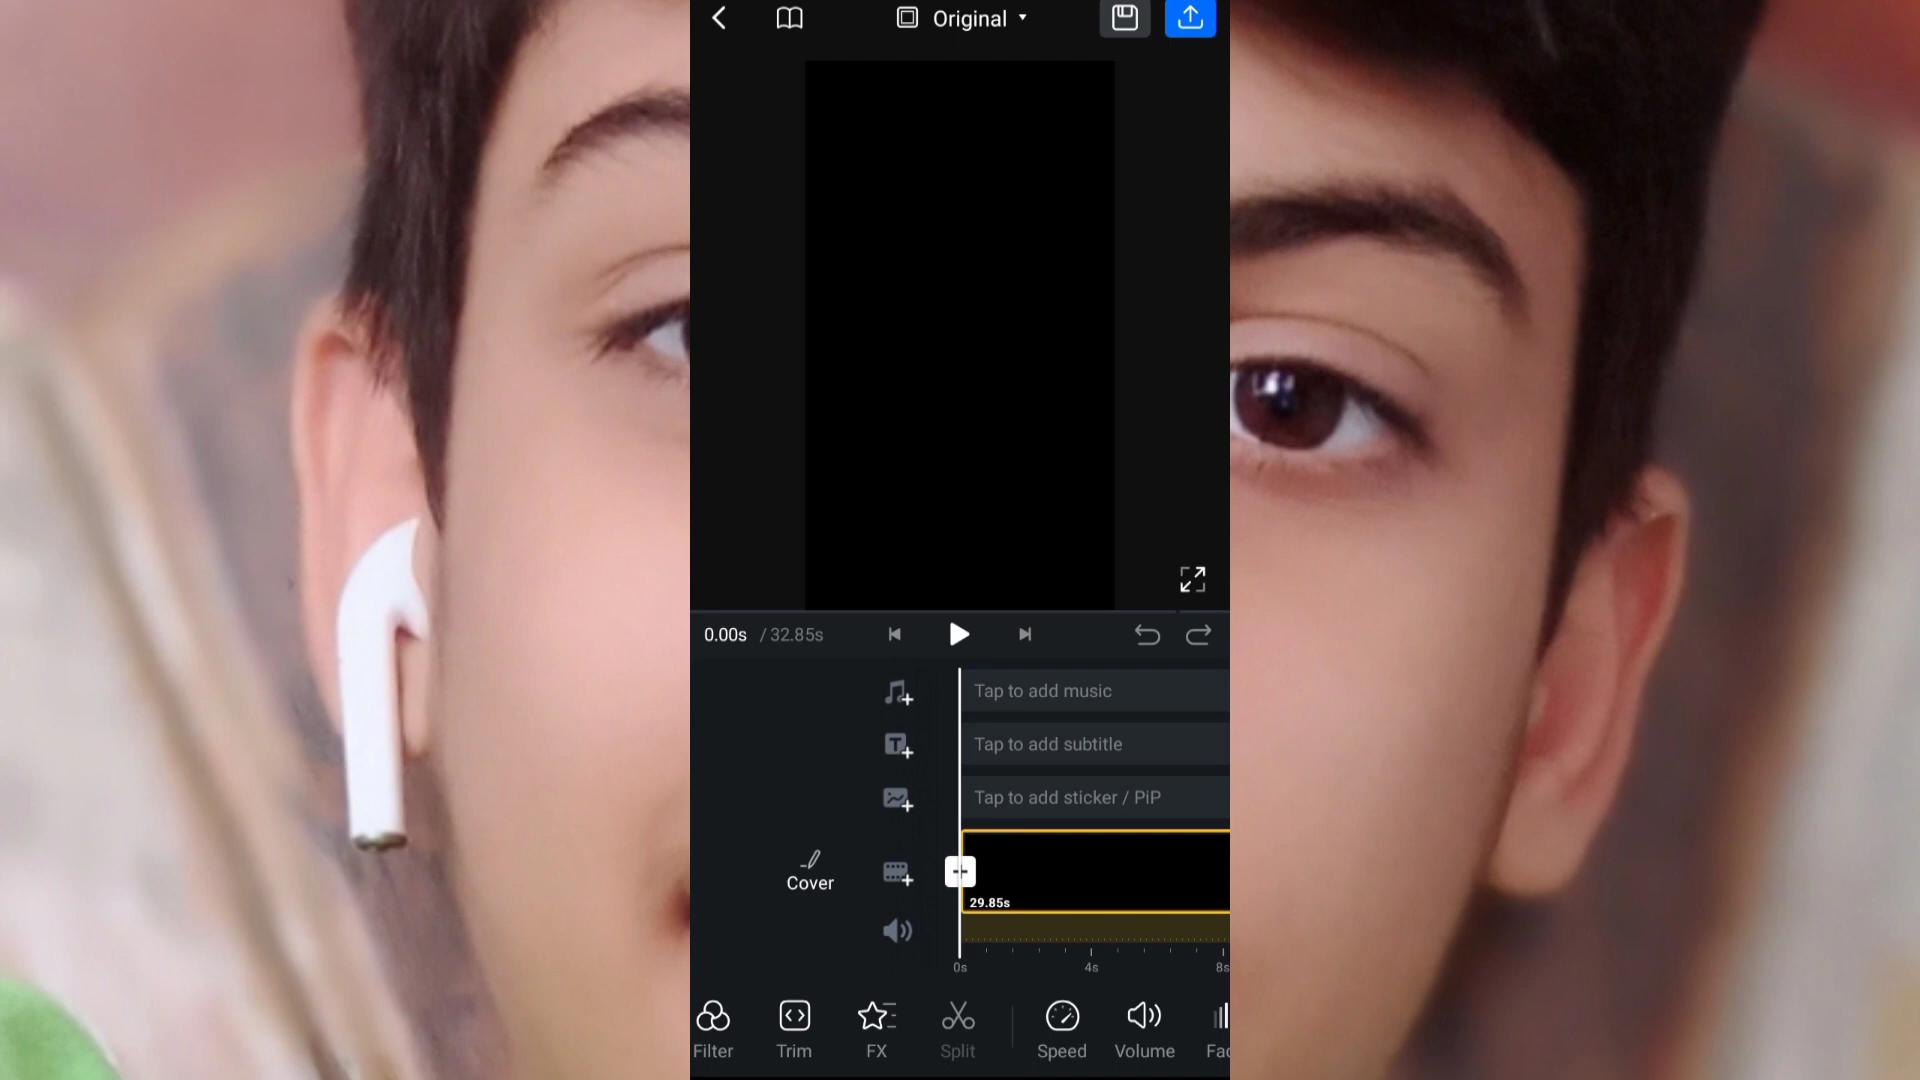 Original
0.00s / 32.85s
Tap to add music
Tap to add subtitle
Tap to add sticker / PiP
Cover
29.85s
0s 4s 8s
Filter Trim FX Split Speed Volume